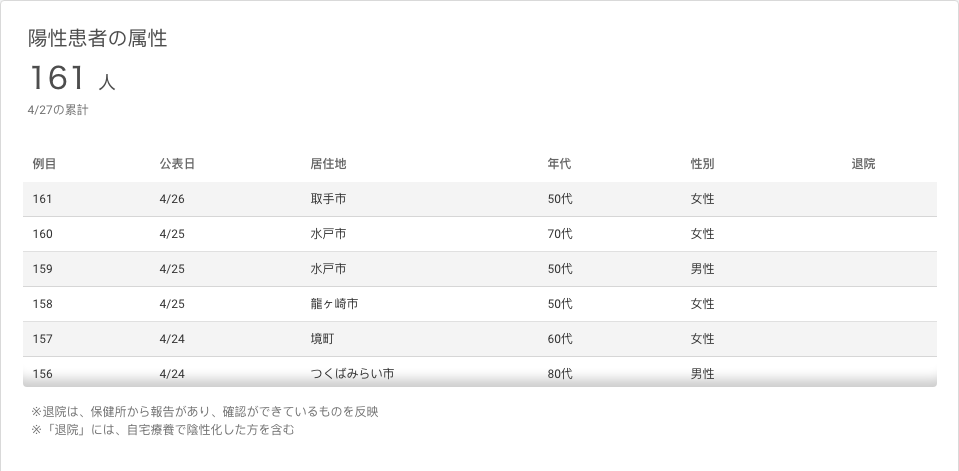 陽性患者の属性
161 人
4/27の累計
例目 公表日 居住地 年代 性別 退院
161 4/26 取手市 50代 女性
160 4/25 水戸市 70代 女性
159 4/25 水戸市 50代 男性
158 4/25 龍ヶ崎市 50代 女性
157 4/24 境町 60代 女性
156 4/24 つくばみらい市 80代 男性
※退院は、保健所から報告があり、確認ができているものを反映
※「退院」には、自宅療養で陰性化した方を含む